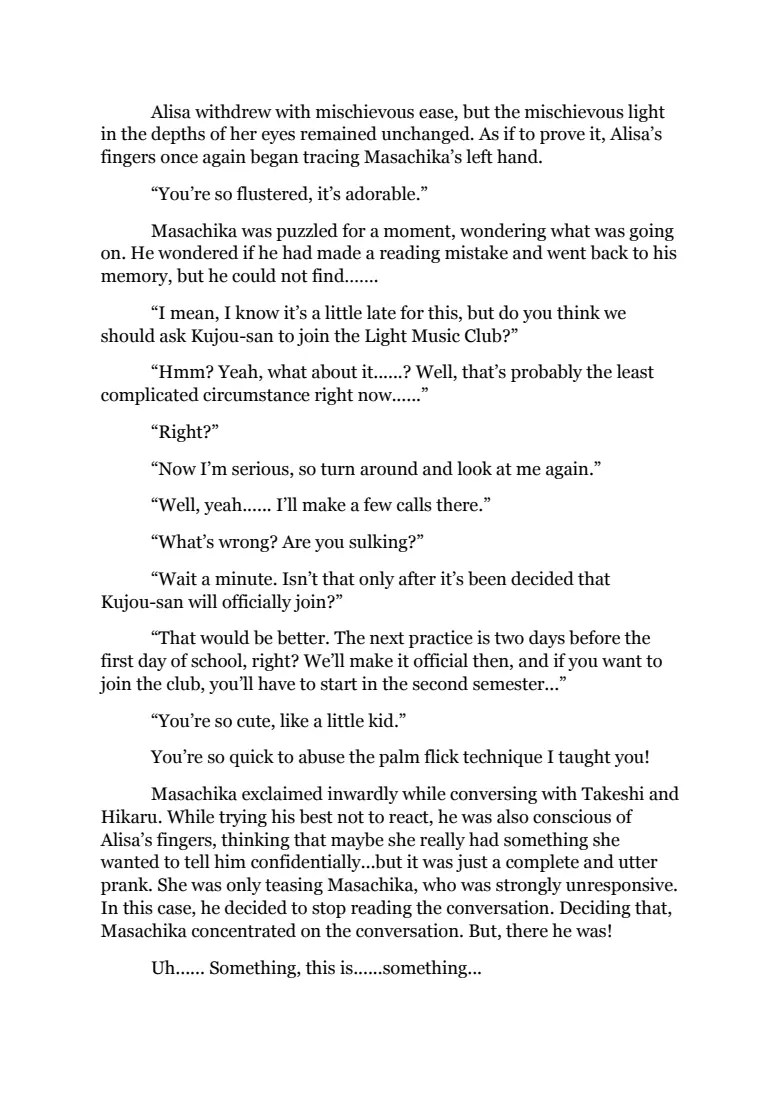 Alisa withdrew with mischievous ease, but the mischievous light
in the depths of her eyes remained unchanged. As if to prove it, Alisa’s
fingers once again began tracing Masachika’s left hand.
“You’re so flustered, it’s adorable.”
Masachika was puzzled for a moment, wondering what was going
on. He wondered if he had made a reading mistake and went back to his
memory, but he could not find…….
“I mean, I know it’s a little late for this, but do you think we
should ask Kujou-san to join the Light Music Club?”
“Hmm? Yeah, what about it……? Well, that’s probably the least
complicated circumstance right now……”
“Right?”
“Now I’m serious, so turn around and look at me again.”
“Well, yeah…… I’ll make a few calls there.”
“What’s wrong? Are you sulking?”
“Wait a minute. Isn’t that only after it’s been decided that
Kujou-san will officially join?”
“That would be better. The next practice is two days before the
first day of school, right? We’ll make it official then, and if you want to
join the club, you’ll have to start in the second semester…”
“You’re so cute, like a little kid.”
You’re so quick to abuse the palm flick technique I taught you!
Masachika exclaimed inwardly while conversing with Takeshi and
Hikaru. While trying his best not to react, he was also conscious of
Alisa’s fingers, thinking that maybe she really had something she
wanted to tell him confidentially…but it was just a complete and utter
prank. She was only teasing Masachika, who was strongly unresponsive.
In this case, he decided to stop reading the conversation. Deciding that,
Masachika concentrated on the conversation. But, there he was!
Uh…… Something, this is……something…